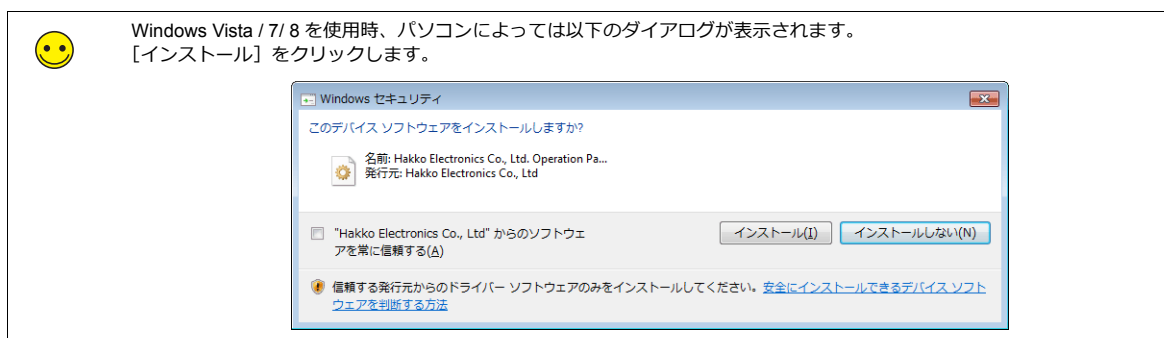 Windows Vista / 7/ 8 を使用時、パソコンによっては以下のダイアログが表示されます。
［インストール］をクリックします。
Windows セキュリティ
このデバイス ソフトウェアをインストールしますか?
名前: Hakko Electronics Co., Ltd. Operation Pa...
発行元: Hakko Electronics Co., Ltd
"Hakko Electronics Co., Ltd" からのソフトウェ
アを常に信頼する(A)
インストール(I)
インストールしない(N)
信頼する発行元からのドライバー ソフトウェアのみをインストールしてください。安全にインストールできるデバイス ソフト
ウェアを判断する方法